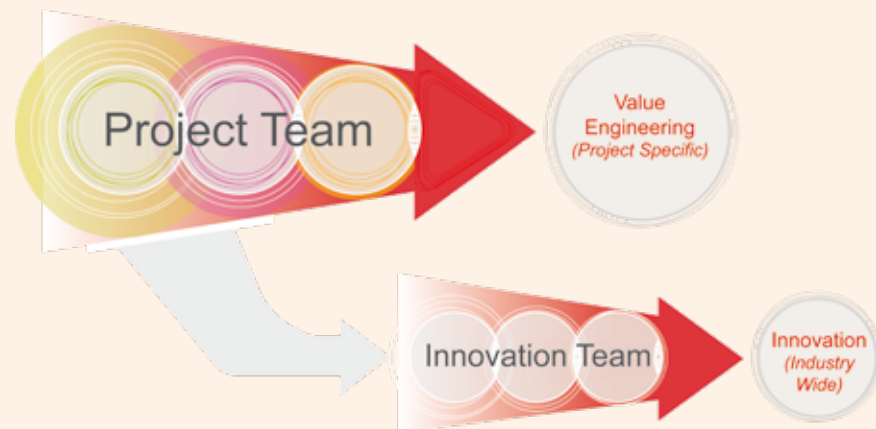 Project Team
Value
Engineering
(Project Specific)
Innovation Team
Innovation
(Industry
Wide)